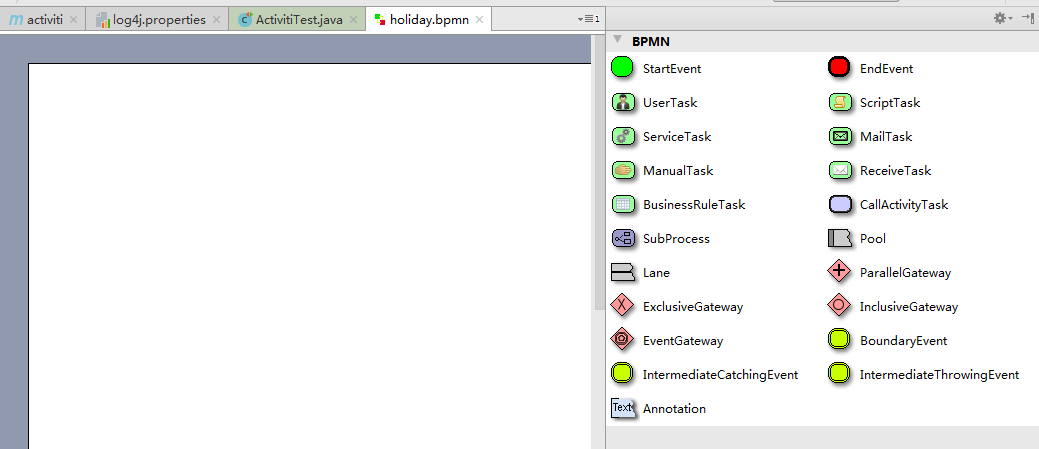 m activiti log4j.properties ActivitiTest.java holiday.bpmn 1
BPMN
StartEvent EndEvent
UserTask ScriptTask
ServiceTask MailTask
ManualTask ReceiveTask
BusinessRuleTask CallActivityTask
SubProcess Pool
Lane ParallelGateway
X ExclusiveGateway InclusiveGateway
EventGateway BoundaryEvent
IntermediateCatchingEvent IntermediateThrowingEvent
Text Annotation